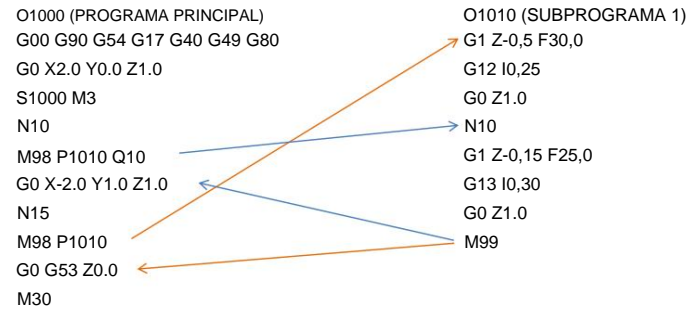 O1000 (PROGRAMA PRINCIPAL)
G00 G90 G54 G17 G40 G49 G80
G0 X2.0 Y0.0 Z1.0
S1000 M3
N10
M98 P1010 Q10
G0 X-2.0 Y1.0 Z1.0
N15
M98 P1010
G0 G53 Z0.0
M30
O1010 (SUBPROGRAMA 1)
G1 Z-0,5 F30,0
G12 I0,25
G0 Z1.0
N10
G1 Z-0,15 F25,0
G13 I0,30
G0 Z1.0
M99